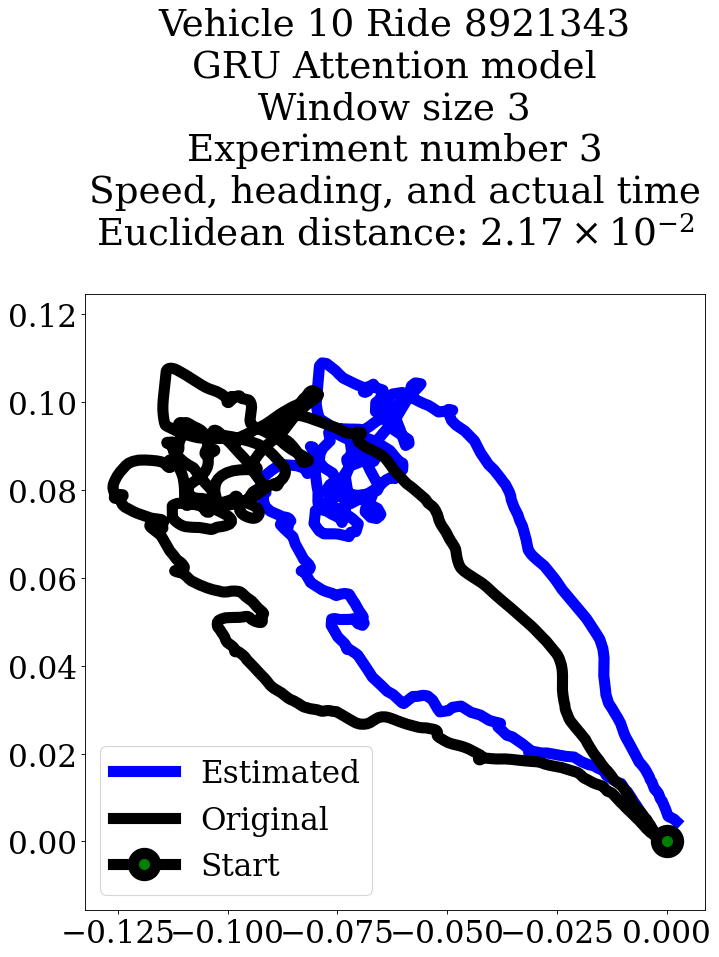 Vehicle 10 Ride 8921343
GRU Attention model
Window size 3
Experiment number 3
Speed, heading, and actual time
Euclidean distance: 2.17 × 10⁻²
0.12
0.10
0.08
0.06
0.04
0.02
0.00
Estimated
Original
Start
−0.125 −0.100 −0.075 −0.050 −0.025 0.000